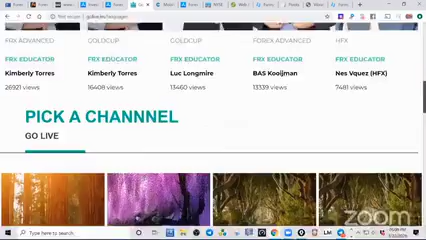 Not secure
FRX ADVANCED
GOLDCUP
GOLDCUP
FOREX ADVANCED
HFX
FRX EDUCATOR
FRX EDUCATOR
FRX EDUCATOR
FRX EDUCATOR
FRX EDUCATOR
Kimberly Torres
Kimberly Torres
Luc Longmire
BAS Kooijman
Nes Vquez (HFX)
26921 views
16408 views
13460 views
13339 views
7481 views
PICK A CHANNNEL
GO LIVE
zoom
Type here to search